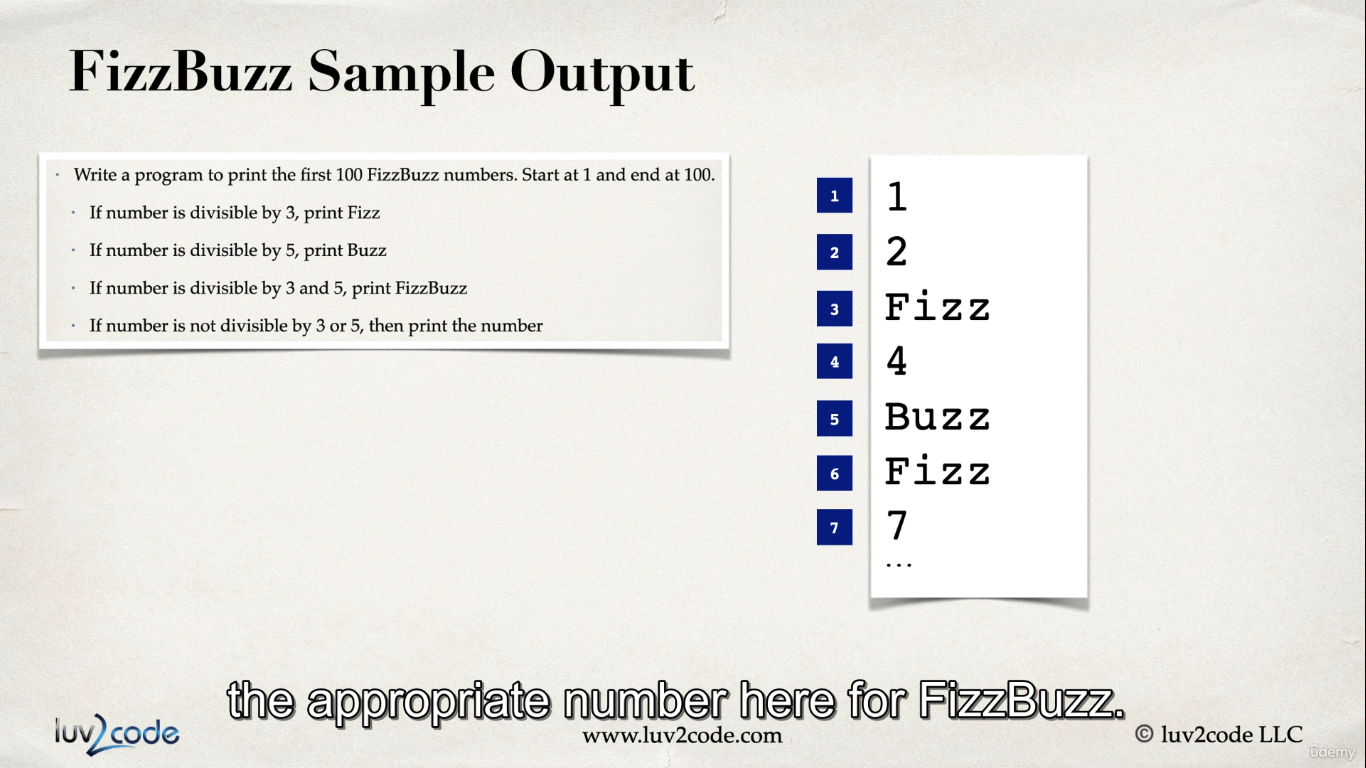 FizzBuzz Sample Output
• Write a program to print the first 100 FizzBuzz numbers. Start at 1 and end at 100.
• If number is divisible by 3, print Fizz
• If number is divisible by 5, print Buzz
• If number is divisible by 3 and 5, print FizzBuzz
• If number is not divisible by 3 or 5, then print the number
1 1
2 2
3 Fizz
4 4
5 Buzz
6 Fizz
7 7
...
the appropriate number here for FizzBuzz.
luv2code www.luv2code.com © luv2code LLC
ûdemy